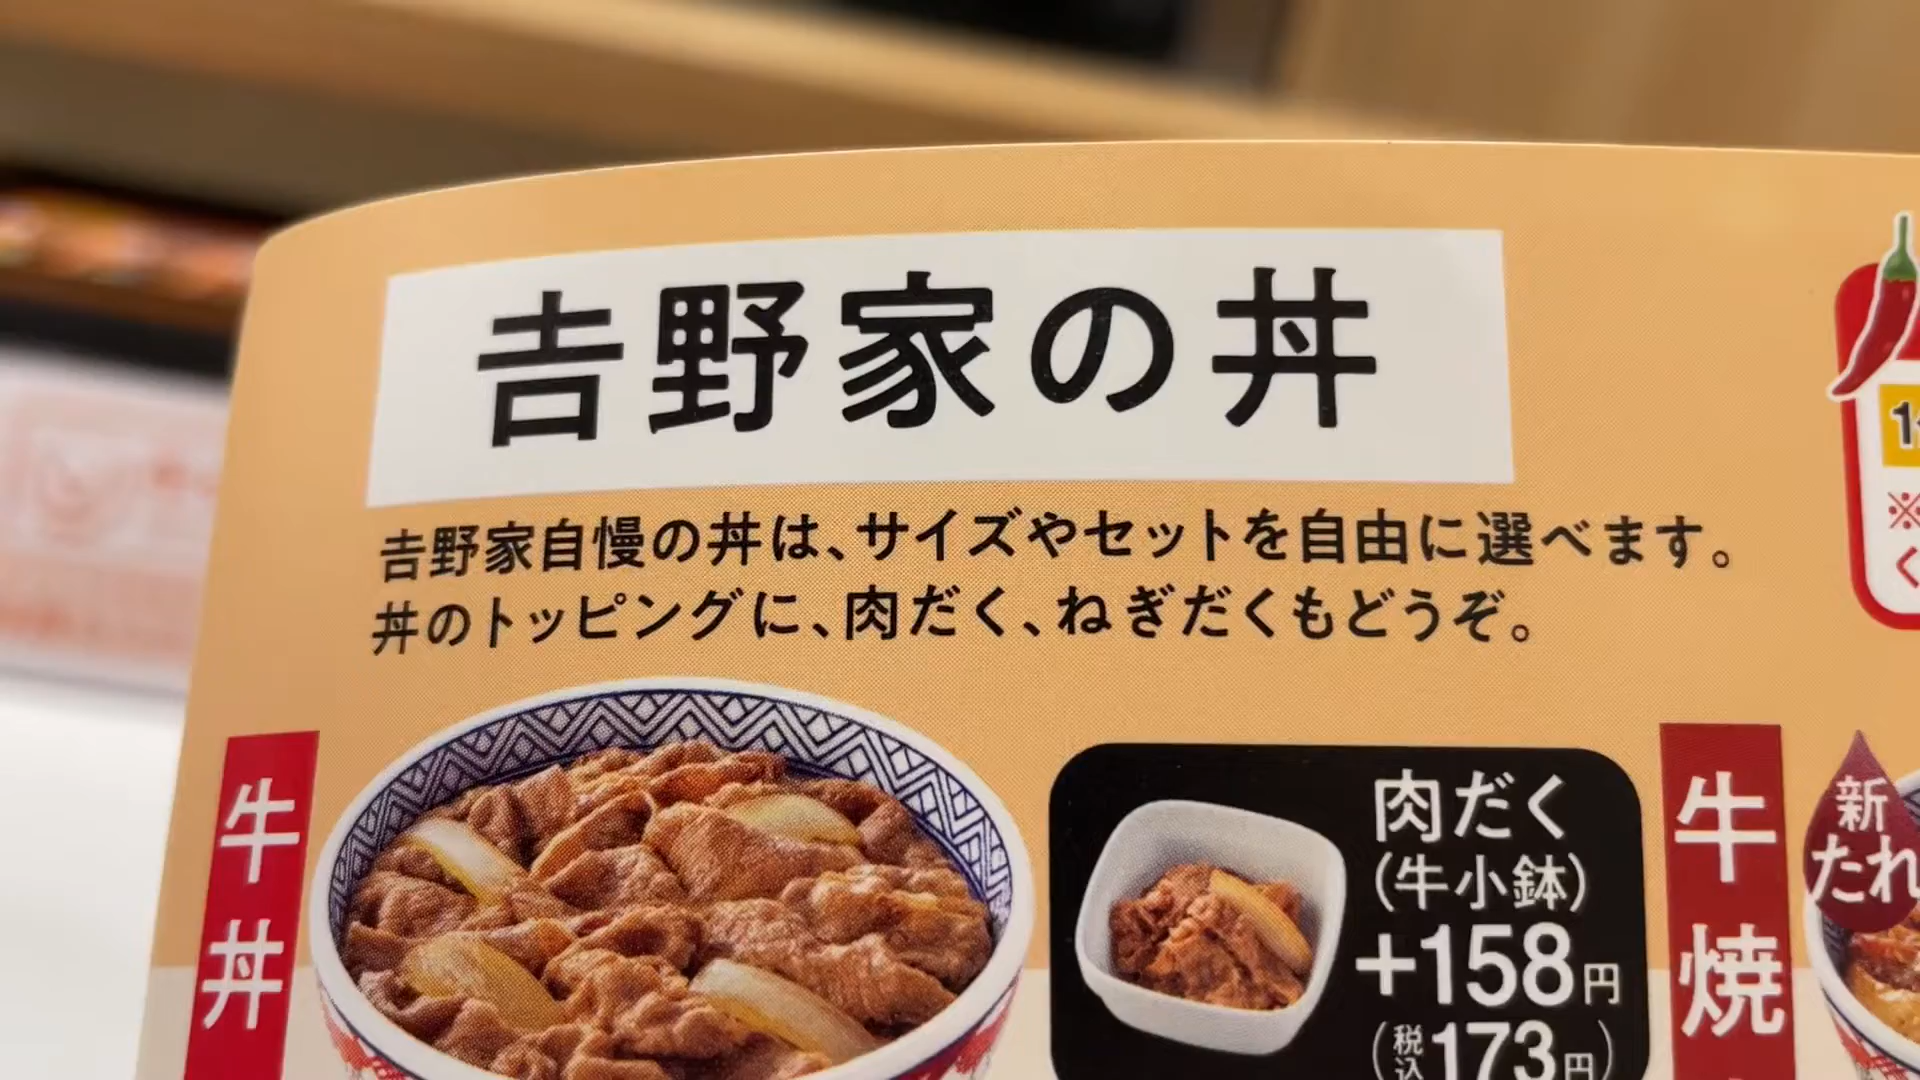 𠮷野家の丼
𠮷野家自慢の丼は、サイズやセットを自由に選べます。
丼のトッピングに、肉だく、ねぎだくもどうぞ。
牛丼
肉だく
(牛小鉢)
+158円
(税込173円)
牛焼
新
たれ
※
く